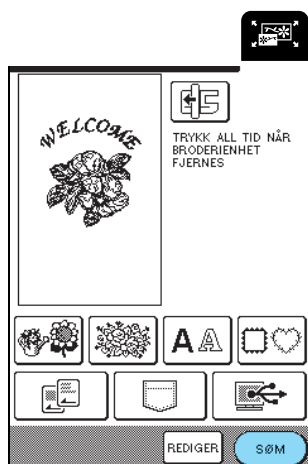 WELCOME
TRYKK ALL TID NÅR
BRODERIENHET
FJERNES
A A
REDIGER
SØM